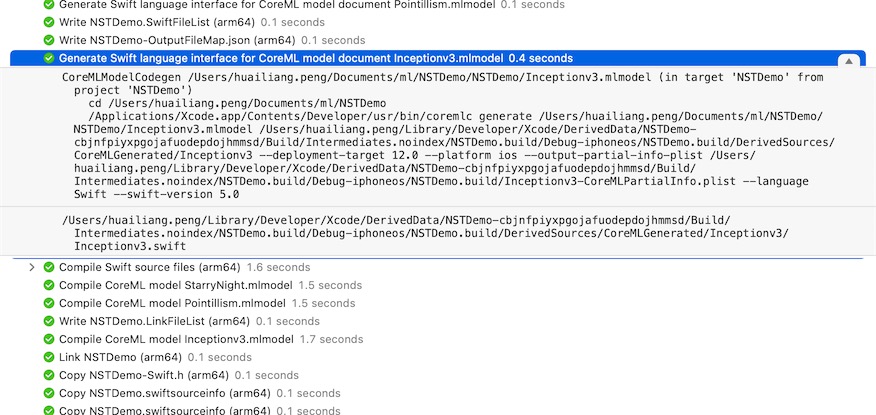 Generate Swift language interface for CoreML model document Pointillism.mlmodel 0.1 seconds
Write NSTDemo.SwiftFileList (arm64) 0.1 seconds
Write NSTDemo-OutputFileMap.json (arm64) 0.1 seconds
Generate Swift language interface for CoreML model document Inceptionv3.mlmodel 0.4 seconds
CoreMLModelCodegen /Users/huailiang.peng/Documents/ml/NSTDemo/NSTDemo/Inceptionv3.mlmodel (in target 'NSTDemo' from
project 'NSTDemo')
cd /Users/huailiang.peng/Documents/ml/NSTDemo
/Applications/Xcode.app/Contents/Developer/usr/bin/coremlc generate /Users/huailiang.peng/Documents/ml/NSTDemo/
NSTDemo/Inceptionv3.mlmodel /Users/huailiang.peng/Library/Developer/Xcode/DerivedData/NSTDemo-
cbjnfpiyxpgojafuodepdojhmmsd/Build/Intermediates.noindex/NSTDemo.build/Debug-iphoneos/NSTDemo.build/DerivedSources/
CoreMLGenerated/Inceptionv3 --deployment-target 12.0 --platform ios --output-partial-info-plist /Users/
huailiang.peng/Library/Developer/Xcode/DerivedData/NSTDemo-cbjnfpiyxpgojafuodepdojhmmsd/Build/
Intermediates.noindex/NSTDemo.build/Debug-iphoneos/NSTDemo.build/Inceptionv3-CoreMLPartialInfo.plist --language
Swift --swift-version 5.0
/Users/huailiang.peng/Library/Developer/Xcode/DerivedData/NSTDemo-cbjnfpiyxpgojafuodepdojhmmsd/Build/
Intermediates.noindex/NSTDemo.build/Debug-iphoneos/NSTDemo.build/DerivedSources/CoreMLGenerated/Inceptionv3/
Inceptionv3.swift
Compile Swift source files (arm64) 1.6 seconds
Compile CoreML model StarryNight.mlmodel 1.5 seconds
Compile CoreML model Pointillism.mlmodel 1.5 seconds
Write NSTDemo.LinkFileList (arm64) 0.1 seconds
Compile CoreML model Inceptionv3.mlmodel 1.7 seconds
Link NSTDemo (arm64) 0.1 seconds
Copy NSTDemo-Swift.h (arm64) 0.1 seconds
Copy NSTDemo.swiftsourceinfo (arm64) 0.1 seconds
Copy NSTDemo.swiftsourceinfo (arm64) 0.1 seconds